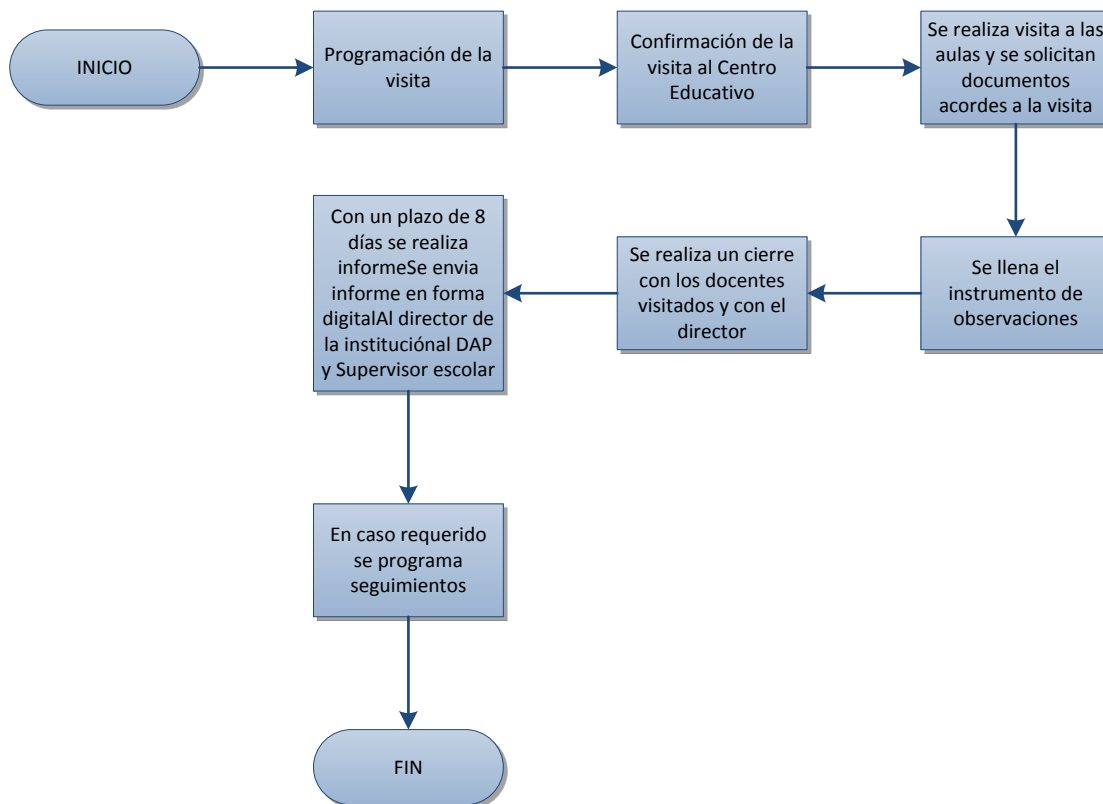 INICIO
Programación de la
visita
Confirmación de la
visita al Centro
Educativo
Se realiza visita a las
aulas y se solicitan
documentos
acordes a la visita
Se llena el
instrumento de
observaciones
Se realiza un cierre
con los docentes
visitados y con el
director
Con un plazo de 8
días se realiza
informeSe envia
informe en forma
digitalAl director de
la instituciónal DAP
y Supervisor escolar
En caso requerido
se programa
seguimientos
FIN